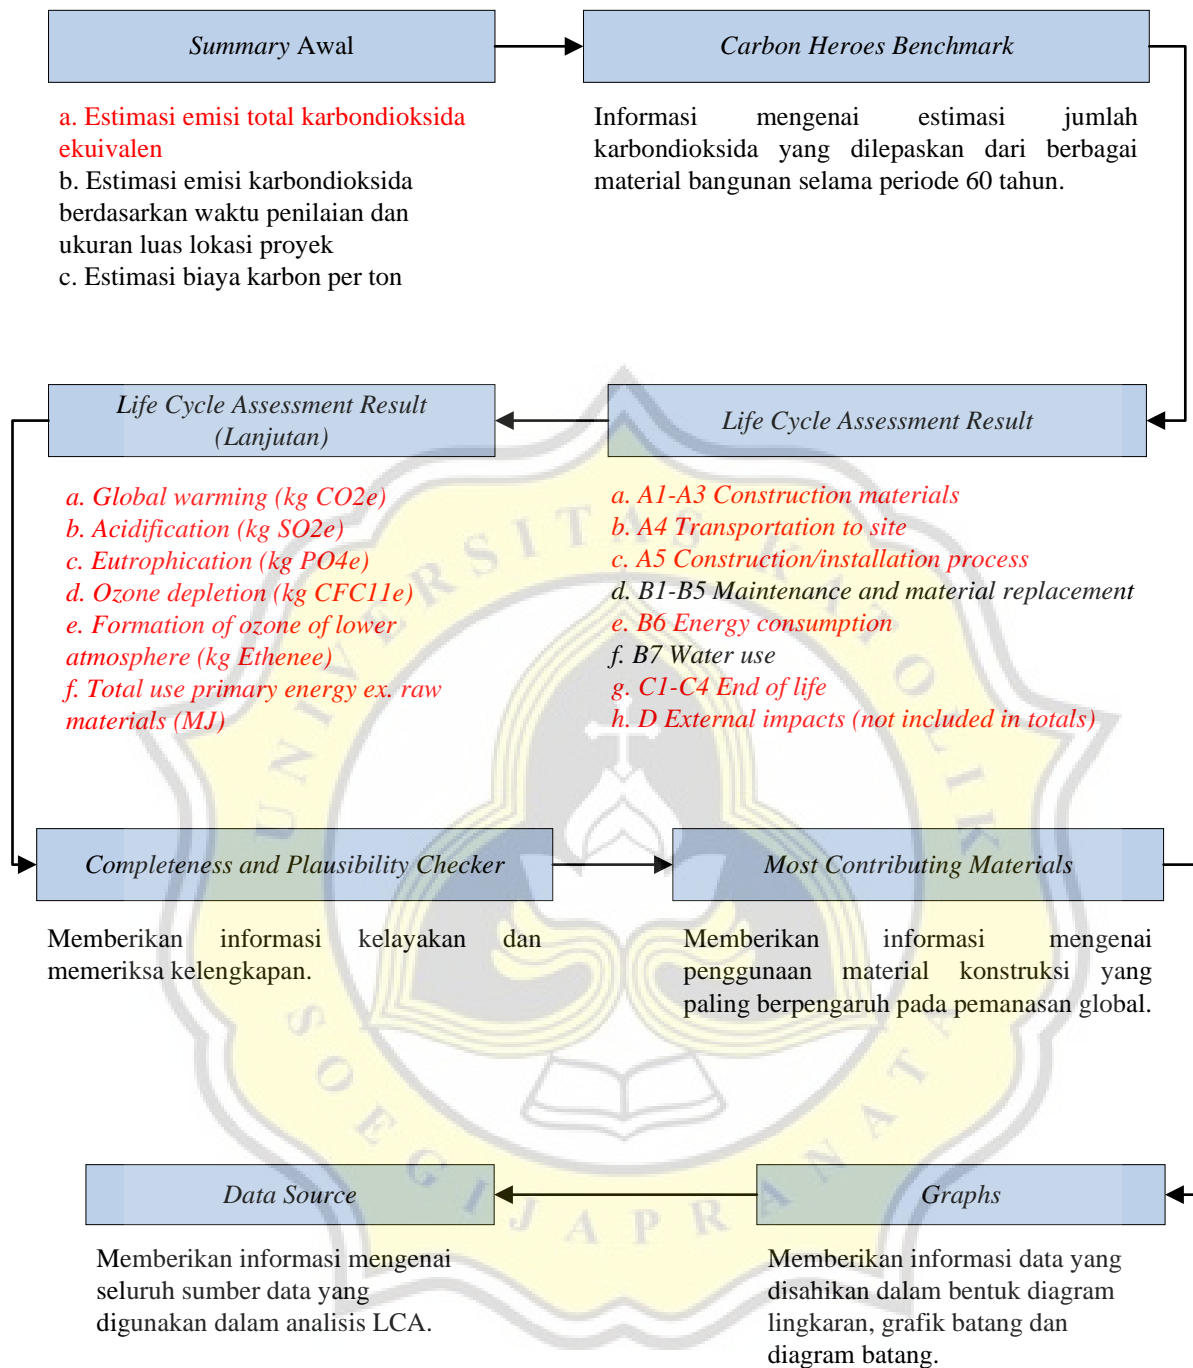 Summary Awal
Carbon Heroes Benchmark
a. Estimasi emisi total karbondioksida
ekuivalen
b. Estimasi emisi karbondioksida
berdasarkan waktu penilaian dan
ukuran luas lokasi proyek
c. Estimasi biaya karbon per ton
Informasi mengenai estimasi jumlah
karbondioksida yang dilepaskan dari berbagai
material bangunan selama periode 60 tahun.
Life Cycle Assessment Result
(Lanjutan)
Life Cycle Assessment Result
a. Global warming (kg CO2e)
b. Acidification (kg SO2e)
c. Eutrophication (kg PO4e)
d. Ozone depletion (kg CFC11e)
e. Formation of ozone of lower
atmosphere (kg Ethenee)
f. Total use primary energy ex. raw
materials (MJ)
a. A1-A3 Construction materials
b. A4 Transportation to site
c. A5 Construction/installation process
d. B1-B5 Maintenance and material replacement
e. B6 Energy consumption
f. B7 Water use
g. C1-C4 End of life
h. D External impacts (not included in totals)
Completeness and Plausibility Checker
Most Contributing Materials
Memberikan informasi kelayakan dan
memeriksa kelengkapan.
Memberikan informasi mengenai
penggunaan material konstruksi yang
paling berpengaruh pada pemanasan global.
Data Source
Graphs
Memberikan informasi mengenai
seluruh sumber data yang
digunakan dalam analisis LCA.
Memberikan informasi data yang
disahikan dalam bentuk diagram
lingkaran, grafik batang dan
diagram batang.
UNIVERSITAS KATOLIK
SOEGIJAPRANATA